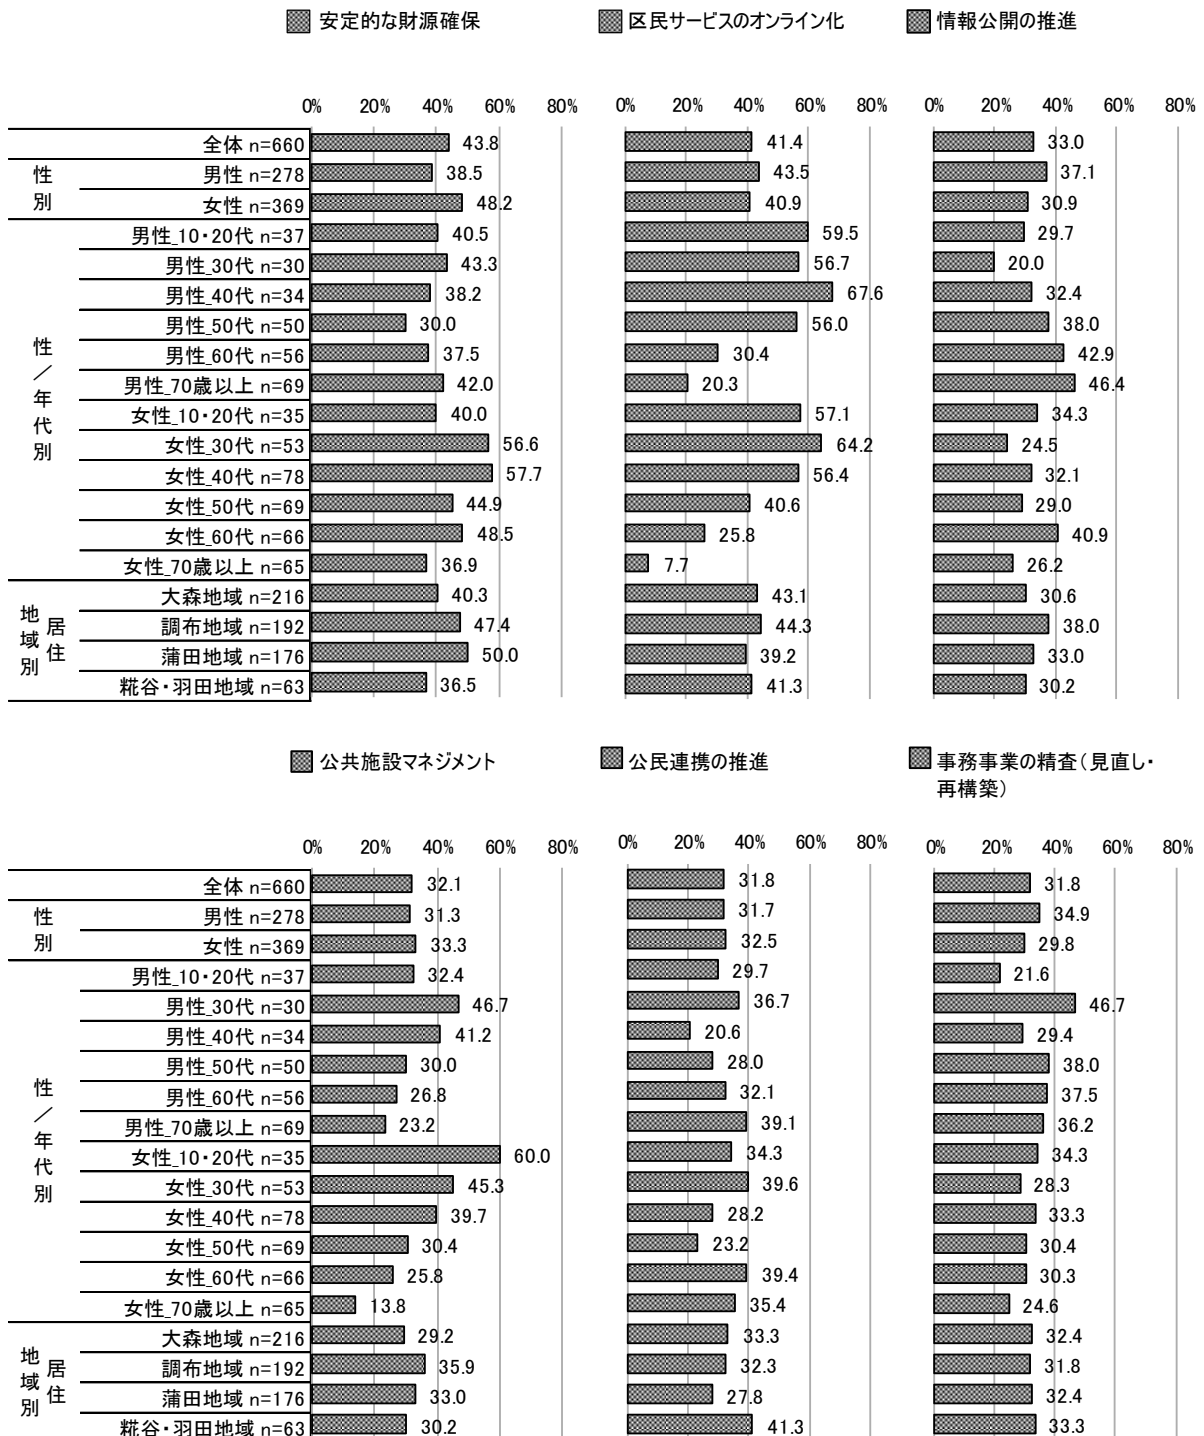 安定的な財源確保 区民サービスのオンライン化 情報公開の推進
0% 20% 40% 60% 80% 0% 20% 40% 60% 80% 0% 20% 40% 60% 80%
全体 n=660 43.8 41.4 33.0
性別
男性 n=278 38.5 43.5 37.1
女性 n=369 48.2 40.9 30.9
性／年代別
男性_10・20代 n=37 40.5 59.5 29.7
男性_30代 n=30 43.3 56.7 20.0
男性_40代 n=34 38.2 67.6 32.4
男性_50代 n=50 30.0 56.0 38.0
男性_60代 n=56 37.5 30.4 42.9
男性_70歳以上 n=69 42.0 20.3 46.4
女性_10・20代 n=35 40.0 57.1 34.3
女性_30代 n=53 56.6 64.2 24.5
女性_40代 n=78 57.7 56.4 32.1
女性_50代 n=69 44.9 40.6 29.0
女性_60代 n=66 48.5 25.8 40.9
女性_70歳以上 n=65 36.9 7.7 26.2
居住地域別
大森地域 n=216 40.3 43.1 30.6
調布地域 n=192 47.4 44.3 38.0
蒲田地域 n=176 50.0 39.2 33.0
糀谷・羽田地域 n=63 36.5 41.3 30.2
公共施設マネジメント 公民連携の推進 事務事業の精査（見直し・
再構築）
0% 20% 40% 60% 80% 0% 20% 40% 60% 80% 0% 20% 40% 60% 80%
全体 n=660 32.1 31.8 31.8
性別
男性 n=278 31.3 31.7 34.9
女性 n=369 33.3 32.5 29.8
性／年代別
男性_10・20代 n=37 32.4 29.7 21.6
男性_30代 n=30 46.7 36.7 46.7
男性_40代 n=34 41.2 20.6 29.4
男性_50代 n=50 30.0 28.0 38.0
男性_60代 n=56 26.8 32.1 37.5
男性_70歳以上 n=69 23.2 39.1 36.2
女性_10・20代 n=35 60.0 34.3 34.3
女性_30代 n=53 45.3 39.6 28.3
女性_40代 n=78 39.7 28.2 33.3
女性_50代 n=69 30.4 23.2 30.4
女性_60代 n=66 25.8 39.4 30.3
女性_70歳以上 n=65 13.8 35.4 24.6
居住地域別
大森地域 n=216 29.2 33.3 32.4
調布地域 n=192 35.9 32.3 31.8
蒲田地域 n=176 33.0 27.8 32.4
糀谷・羽田地域 n=63 30.2 41.3 33.3